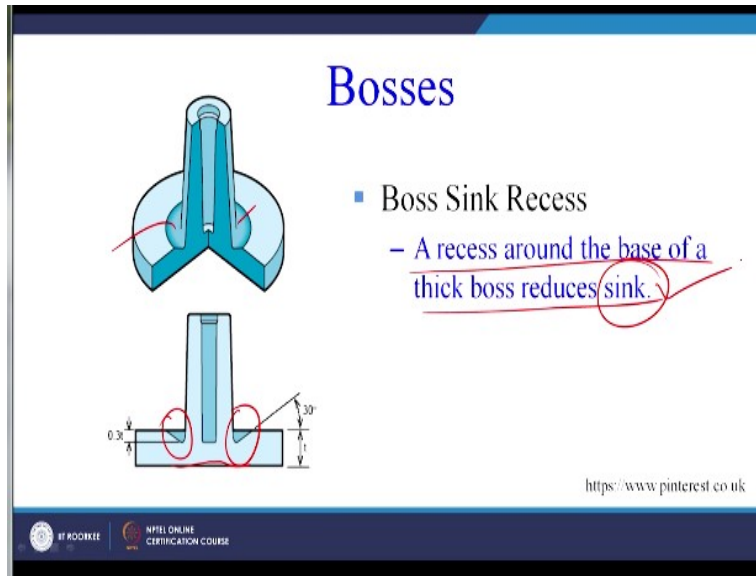 Bosses
▪ Boss Sink Recess
– A recess around the base of a
thick boss reduces sink.
30°
0.3t
t
https://www.pinterest.co.uk
IIT ROORKEE
NPTEL ONLINE
CERTIFICATION COURSE